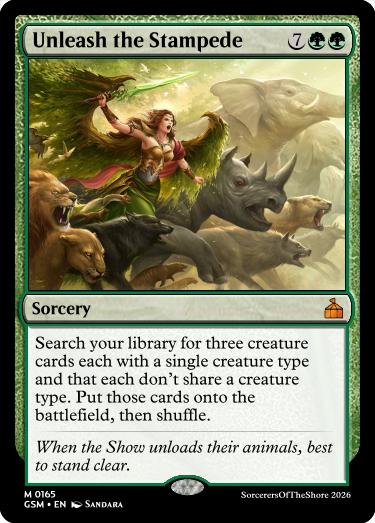 Unleash the Stampede 7
Sorcery
Search your library for three creature
cards each with a single creature type
and that each don't share a creature
type. Put those cards onto the
battlefield, then shuffle.
When the Show unloads their animals, best
to stand clear.
M 0165
GSM • EN Sandara
SorcerersOfTheShore 2026